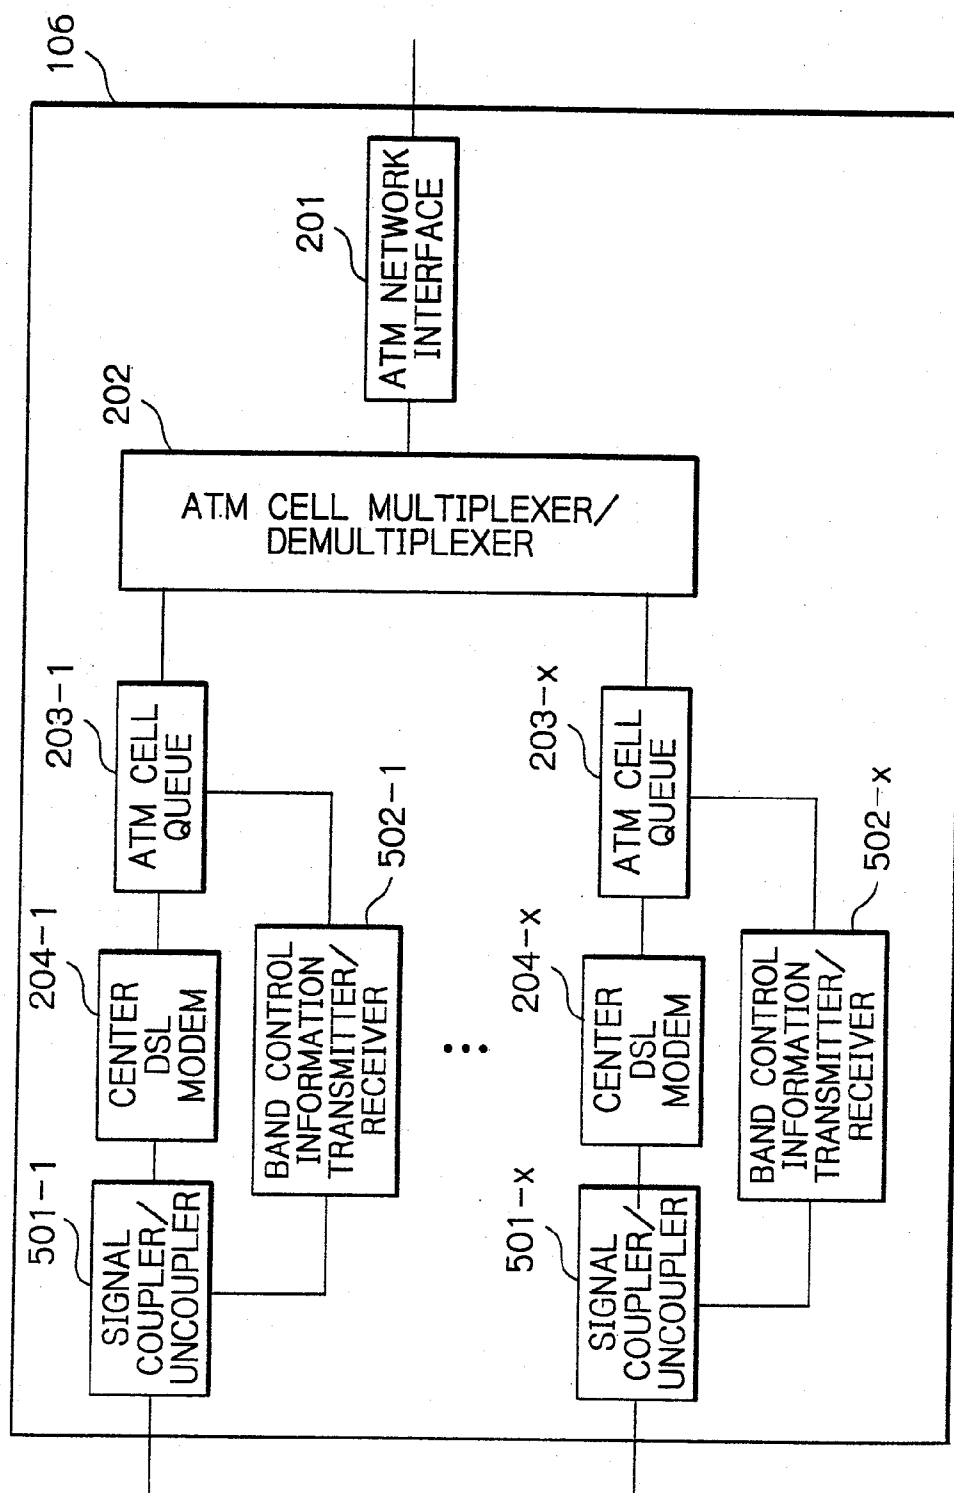 106
201
ATM NETWORK
INTERFACE
202
ATM CELL MULTIPLEXER/
DEMULTIPLEXER
203-1
ATM CELL
QUEUE
204-1
CENTER
DSL
MODEM
501-1
SIGNAL
COUPLER/
UNCOUPLER
502-1
BAND CONTROL
INFORMATION
TRANSMITTER/
RECEIVER
203-x
ATM CELL
QUEUE
204-x
CENTER
DSL
MODEM
501-x
SIGNAL
COUPLER/
UNCOUPLER
502-x
BAND CONTROL
INFORMATION
TRANSMITTER/
RECEIVER